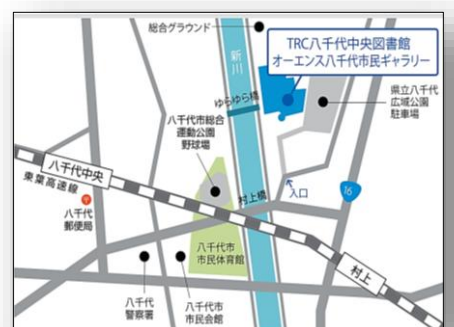 総合グラウンド
新川
TRC八千代中央図書館
オーエンス八千代市民ギャラリー
ゆらゆら橋
県立八千代
広域公園
駐車場
八千代市総合
運動公園
野球場
八千代中央
東葉高速線
八千代
郵便局
村上橋
入口
16
八千代市
市民体育館
村上
八千代
警察署
八千代市
市民会館